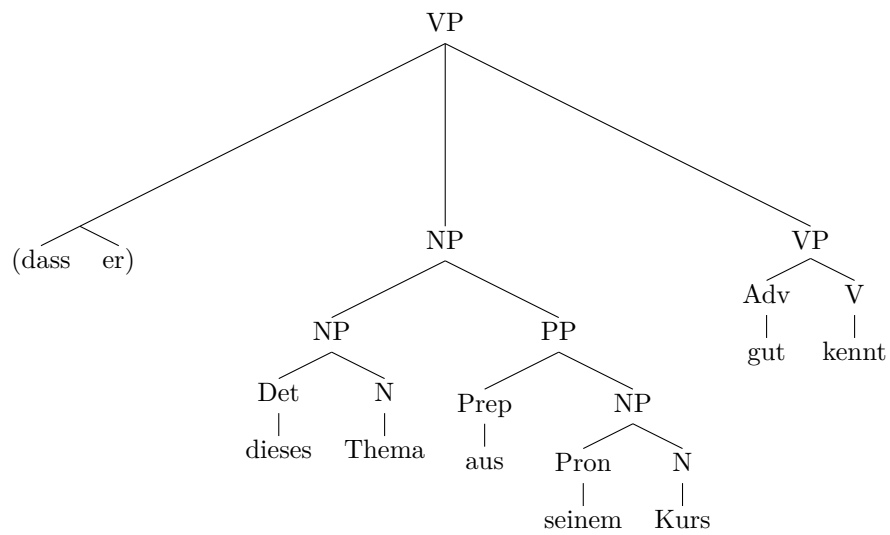 VP
(dass er)
NP
VP
NP
PP
Adv
V
gut
kennt
Det
N
Prep
NP
dieses
Thema
aus
Pron
N
seinem
Kurs